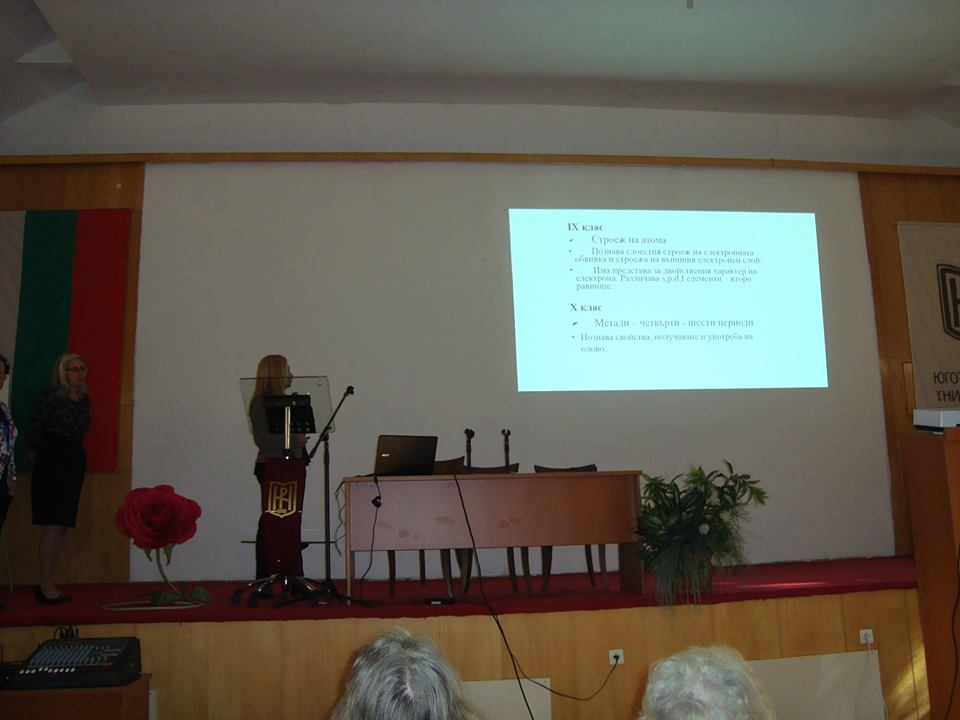 IX клас
Строеж на атома
Познава слоестия строеж на електронната
обвивка и строежа на външния електронен слой.
Има представа за двойствения характер на
електрона. Различава s,p,d,f елементи – второ
равнище.
X клас
Метали – четвърти - шести периоди
Познава свойства, получаване и употреба на
олово.
ЮГОЗ
УНИ